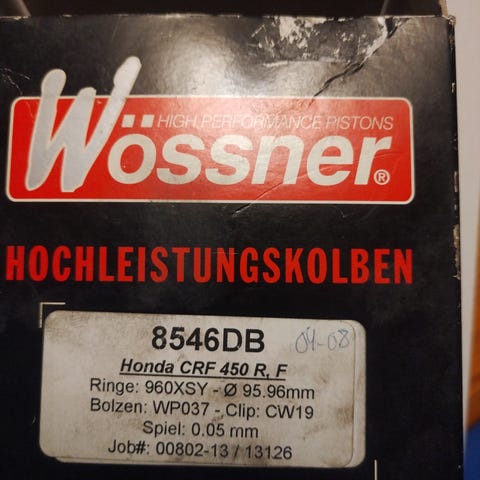 HIGH PERFORMANCE PISTONS
Wössner®
HOCHLEISTUNGSKOLBEN
8546DB 04-08
Honda CRF 450 R, F
Ringe: 960XSY - Ø 95.96mm
Bolzen: WP037 - Clip: CW19
Spiel: 0.05 mm
Job#: 00802-13 / 13126